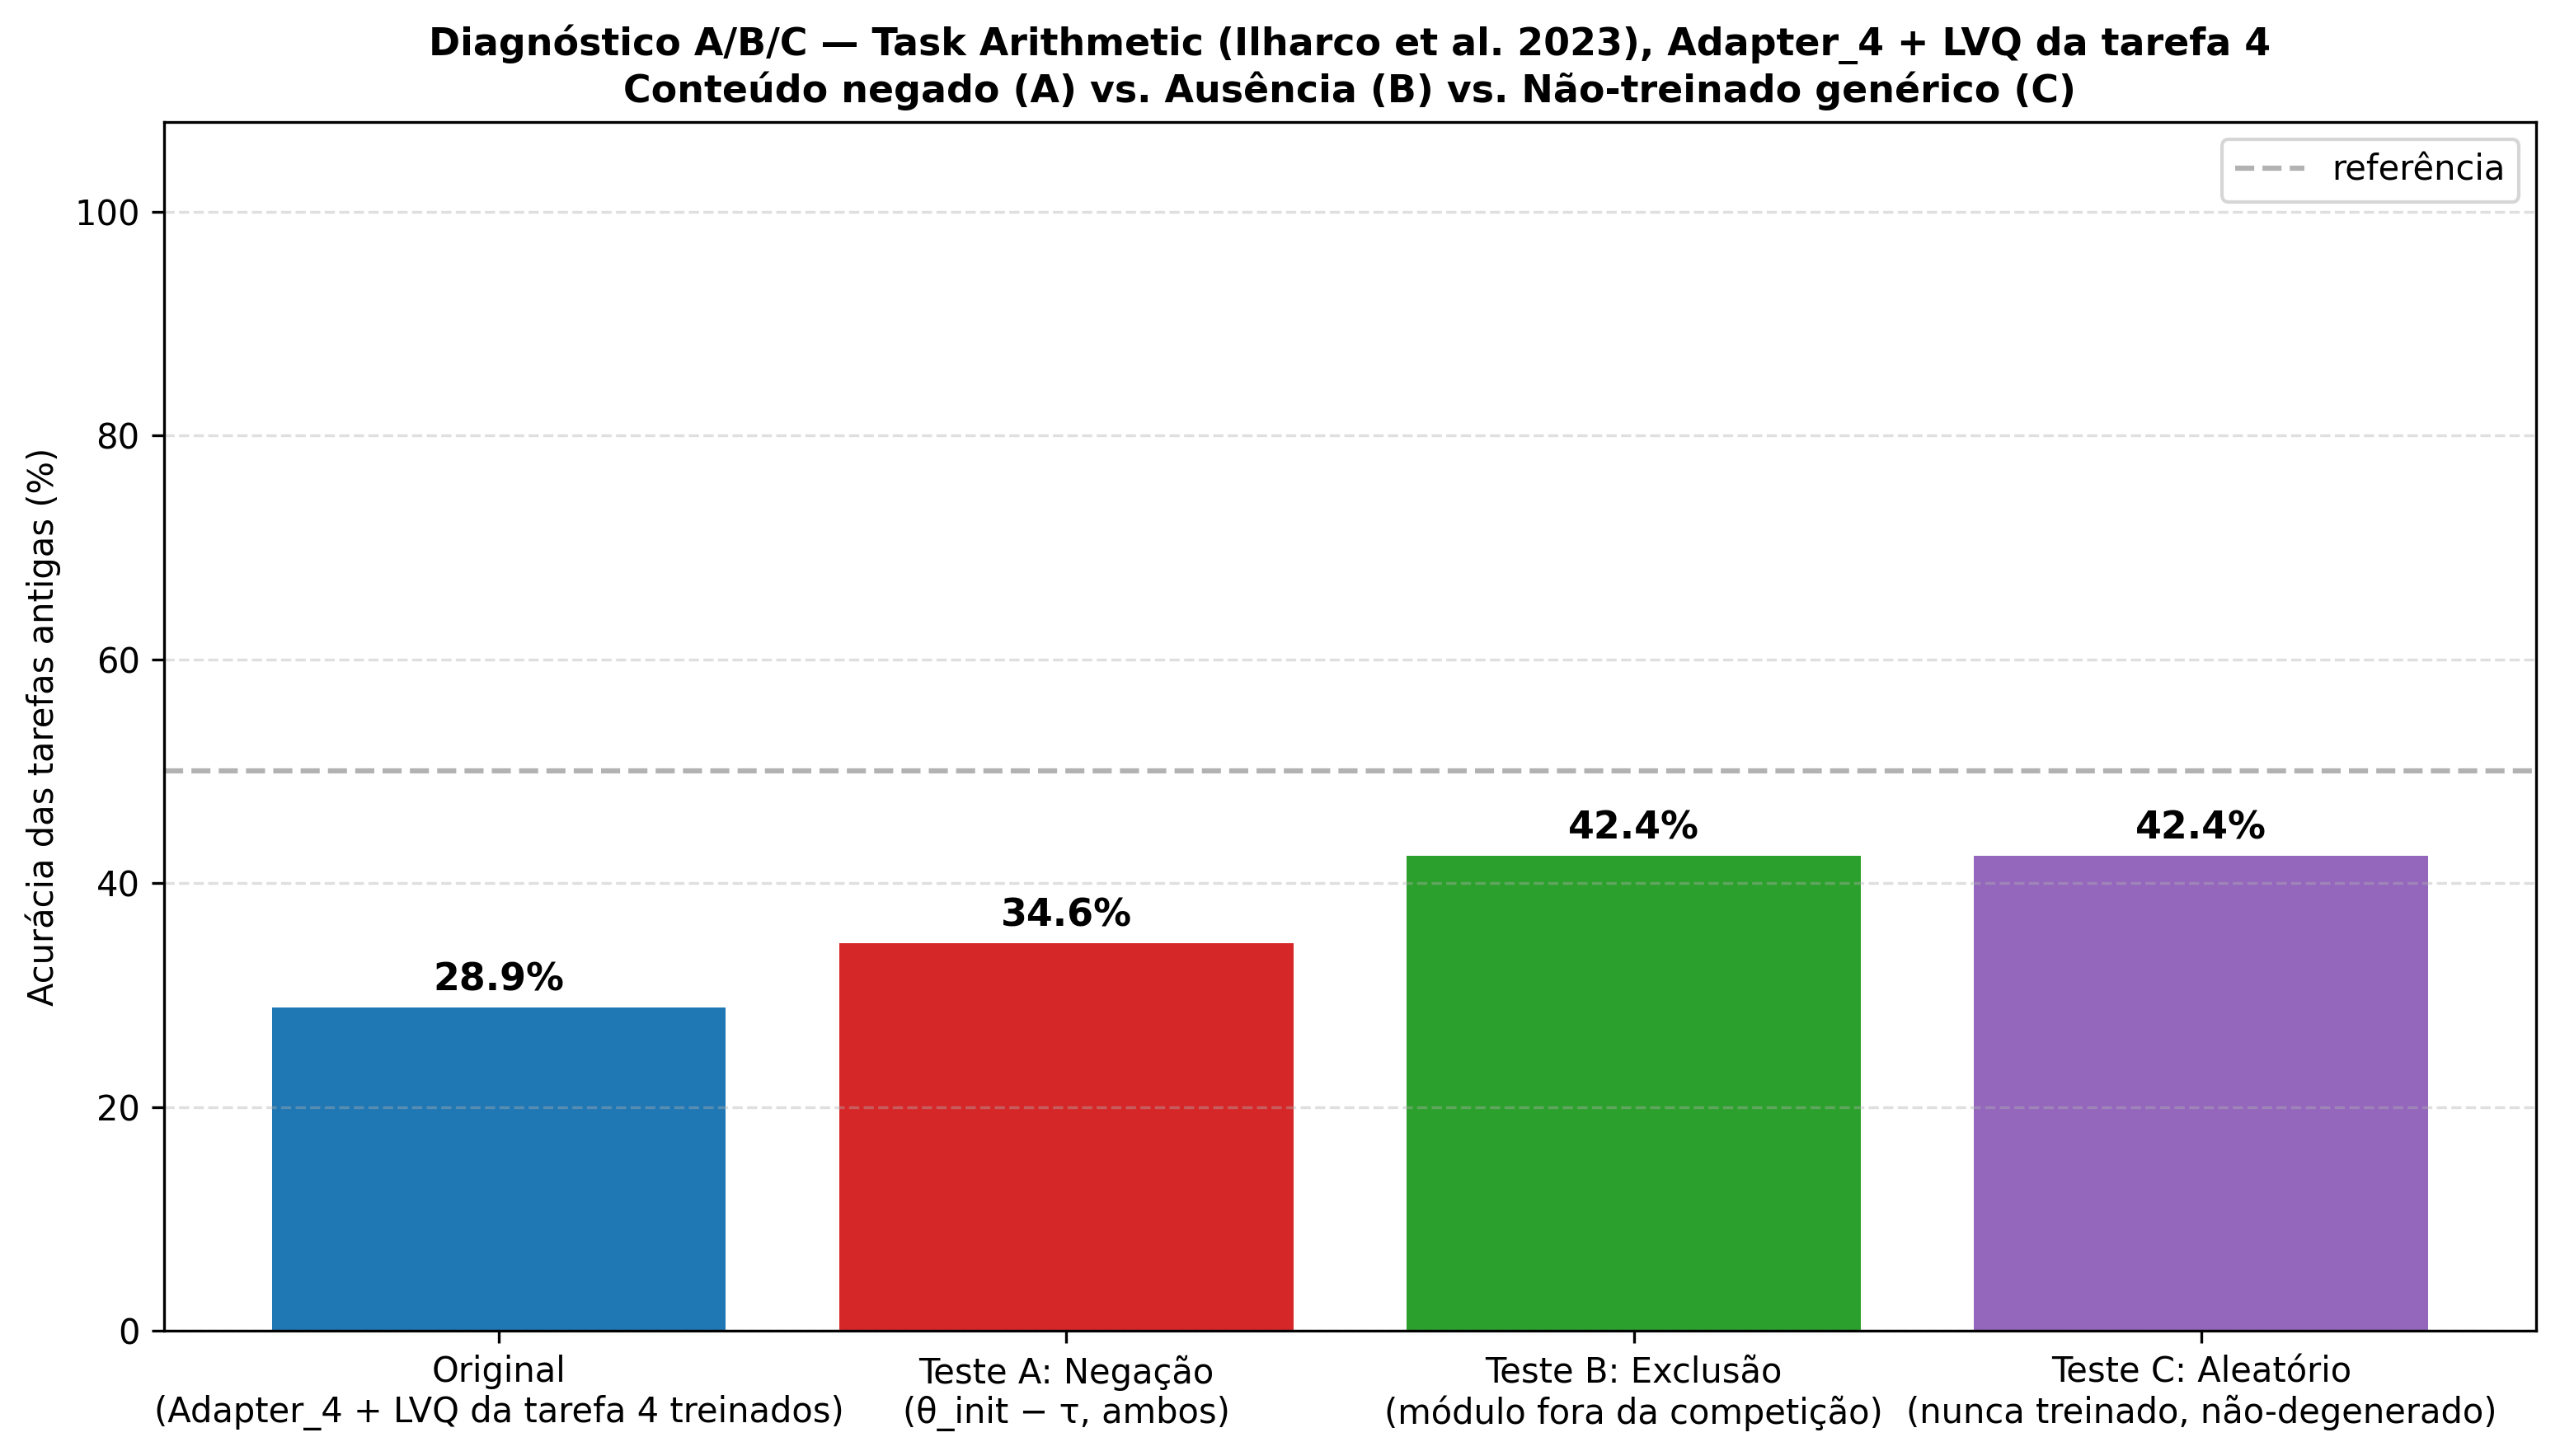 Diagnóstico A/B/C — Task Arithmetic (Ilharco et al. 2023), Adapter_4 + LVQ da tarefa 4
Conteúdo negado (A) vs. Ausência (B) vs. Não-treinado genérico (C)
referência
Acurácia das tarefas antigas (%)
100
80
60
40
20
0
28.9%
34.6%
42.4%
42.4%
Original
(Adapter_4 + LVQ da tarefa 4 treinados)
Teste A: Negação
(θ_init − τ, ambos)
Teste B: Exclusão
(módulo fora da competição)
Teste C: Aleatório
(nunca treinado, não-degenerado)